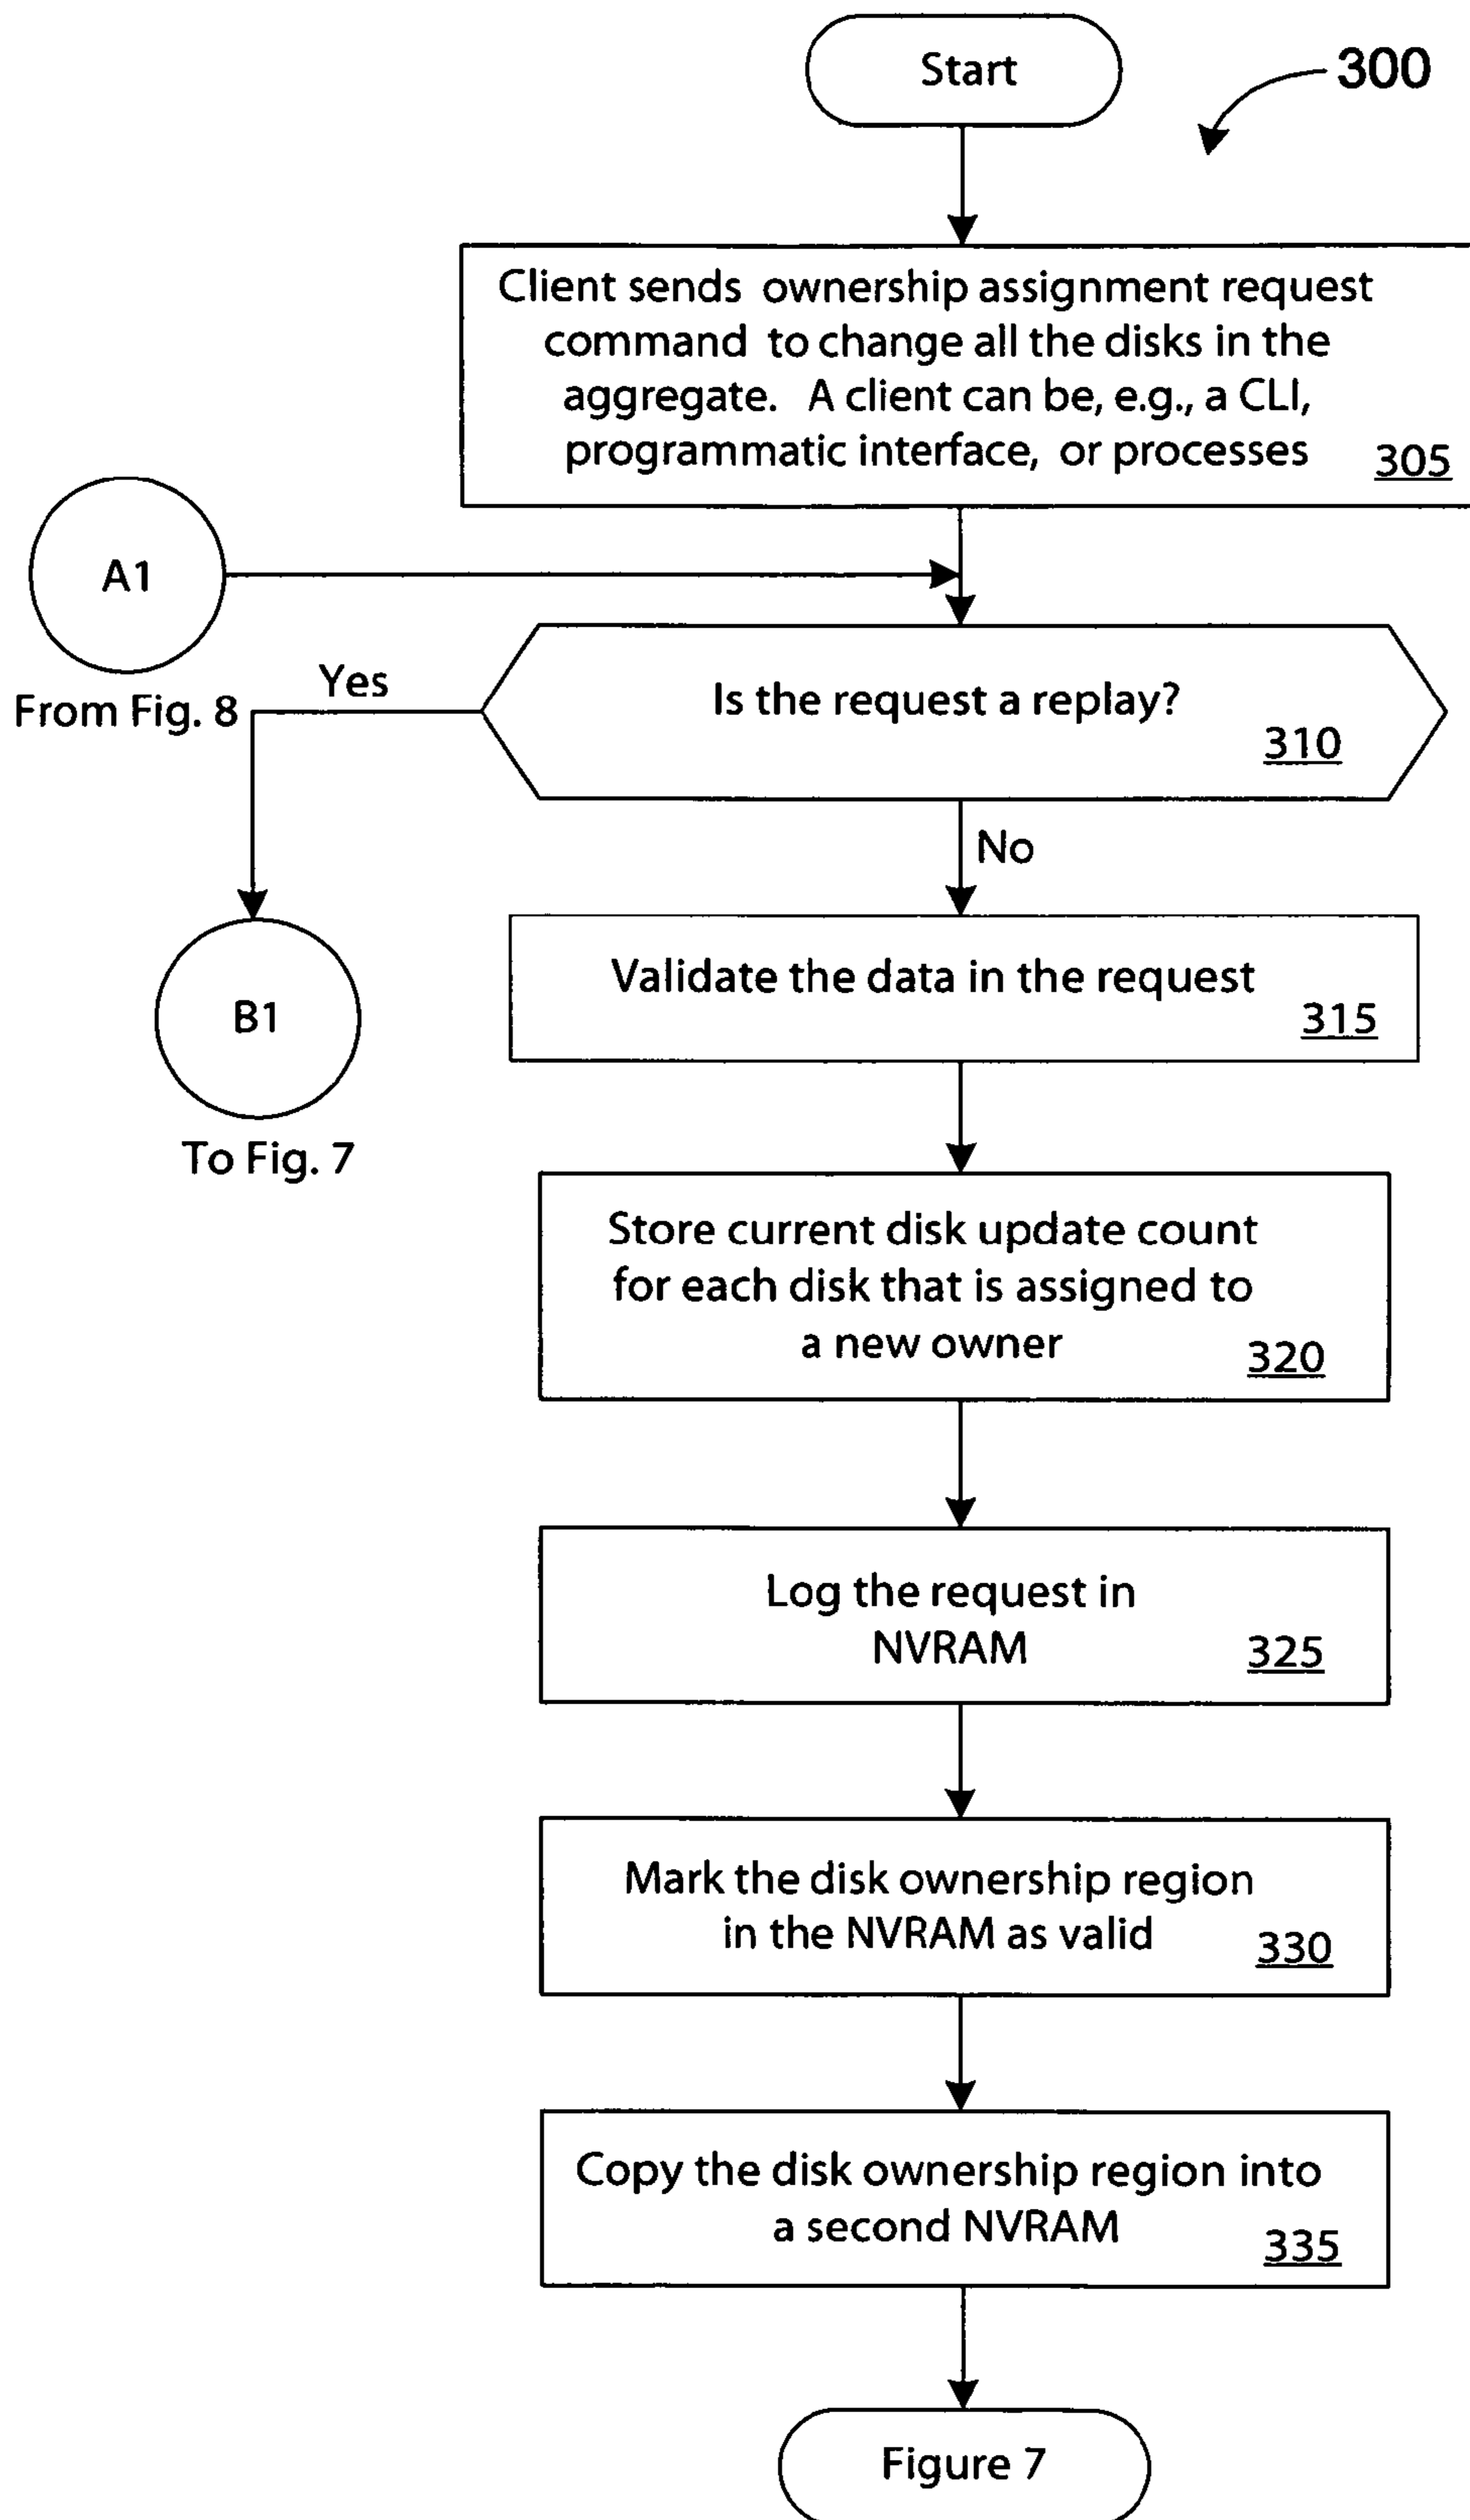 Start
300
Client sends ownership assignment request
command to change all the disks in the
aggregate. A client can be, e.g., a CLI,
programmatic interface, or processes
305
A1
From Fig. 8
Yes
Is the request a replay?
310
No
B1
To Fig. 7
Validate the data in the request
315
Store current disk update count
for each disk that is assigned to
a new owner
320
Log the request in
NVRAM
325
Mark the disk ownership region
in the NVRAM as valid
330
Copy the disk ownership region into
a second NVRAM
335
Figure 7